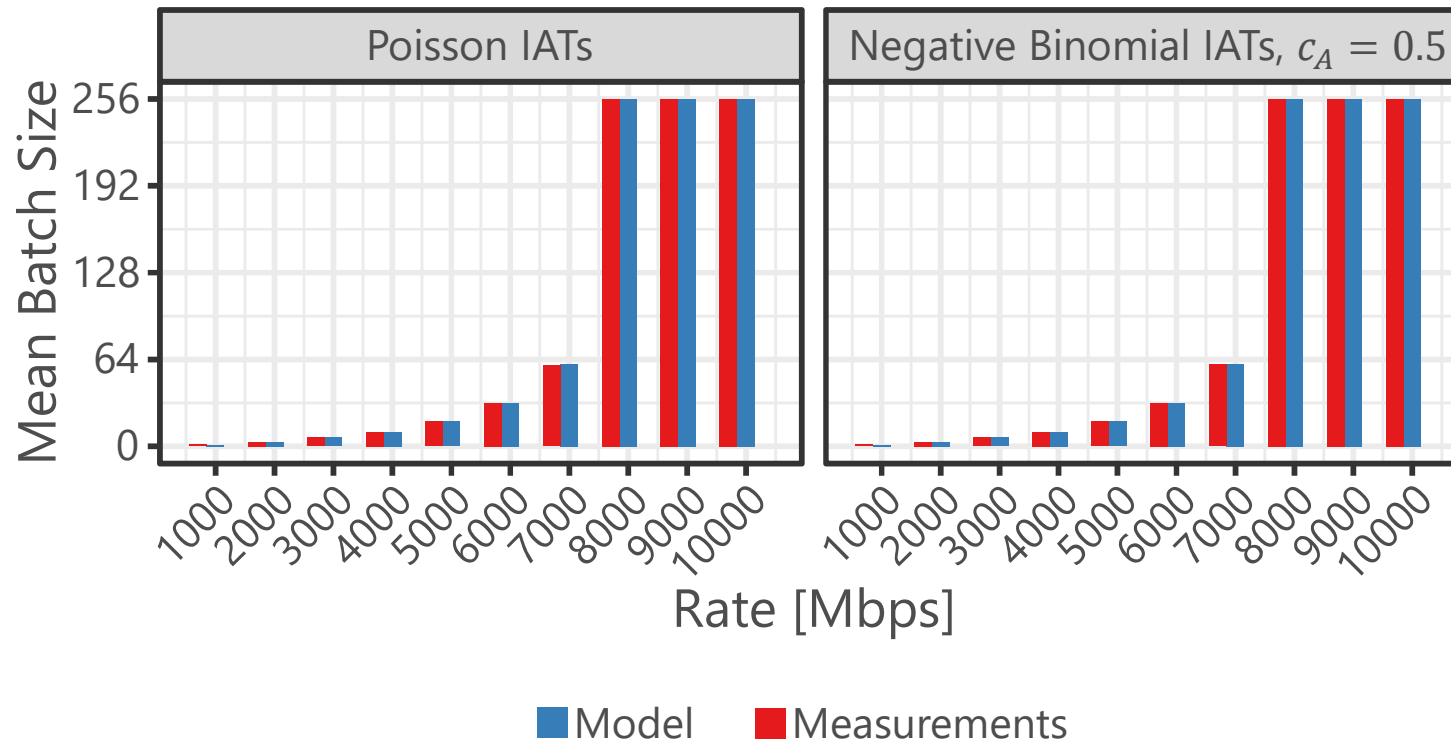 Poisson IATs
Negative Binomial IATs, c_A = 0.5
Mean Batch Size
256
192
128
64
0
1000 2000 3000 4000 5000 6000 7000 8000 9000 10000
1000 2000 3000 4000 5000 6000 7000 8000 9000 10000
Rate [Mbps]
Model Measurements